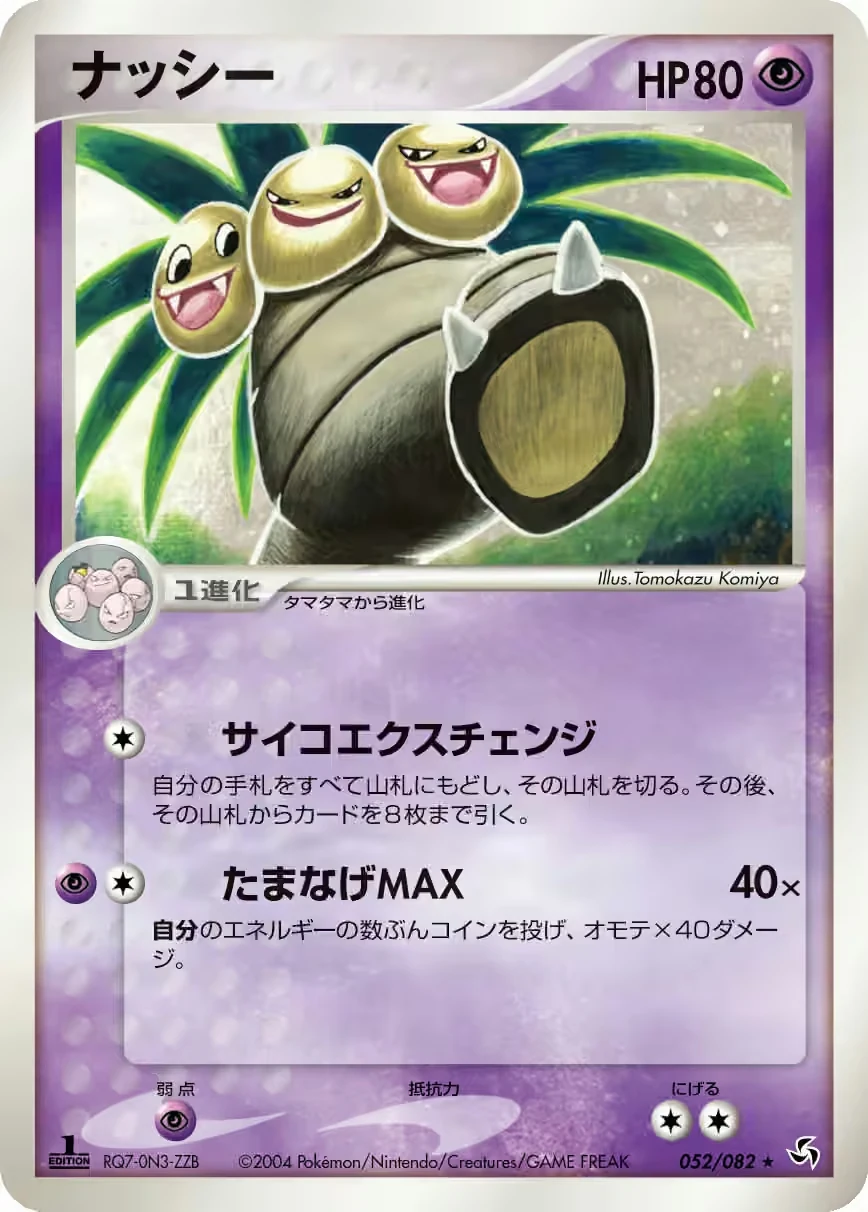 ナッシー
HP80
Illus.Tomokazu Komiya
1進化
タマタマから進化
サイコエクスチェンジ
自分の手札をすべて山札にもどし、その山札を切る。その後、
その山札からカードを8枚まで引く。
たまなげMAX 40×
自分のエネルギーの数ぶんコインを投げ、オモテ×40ダメー
ジ。
弱点 抵抗力 にげる
1 EDITION RQ7-0N3-ZZB ©2004 Pokémon/Nintendo/Creatures/GAME FREAK 052/082 ★